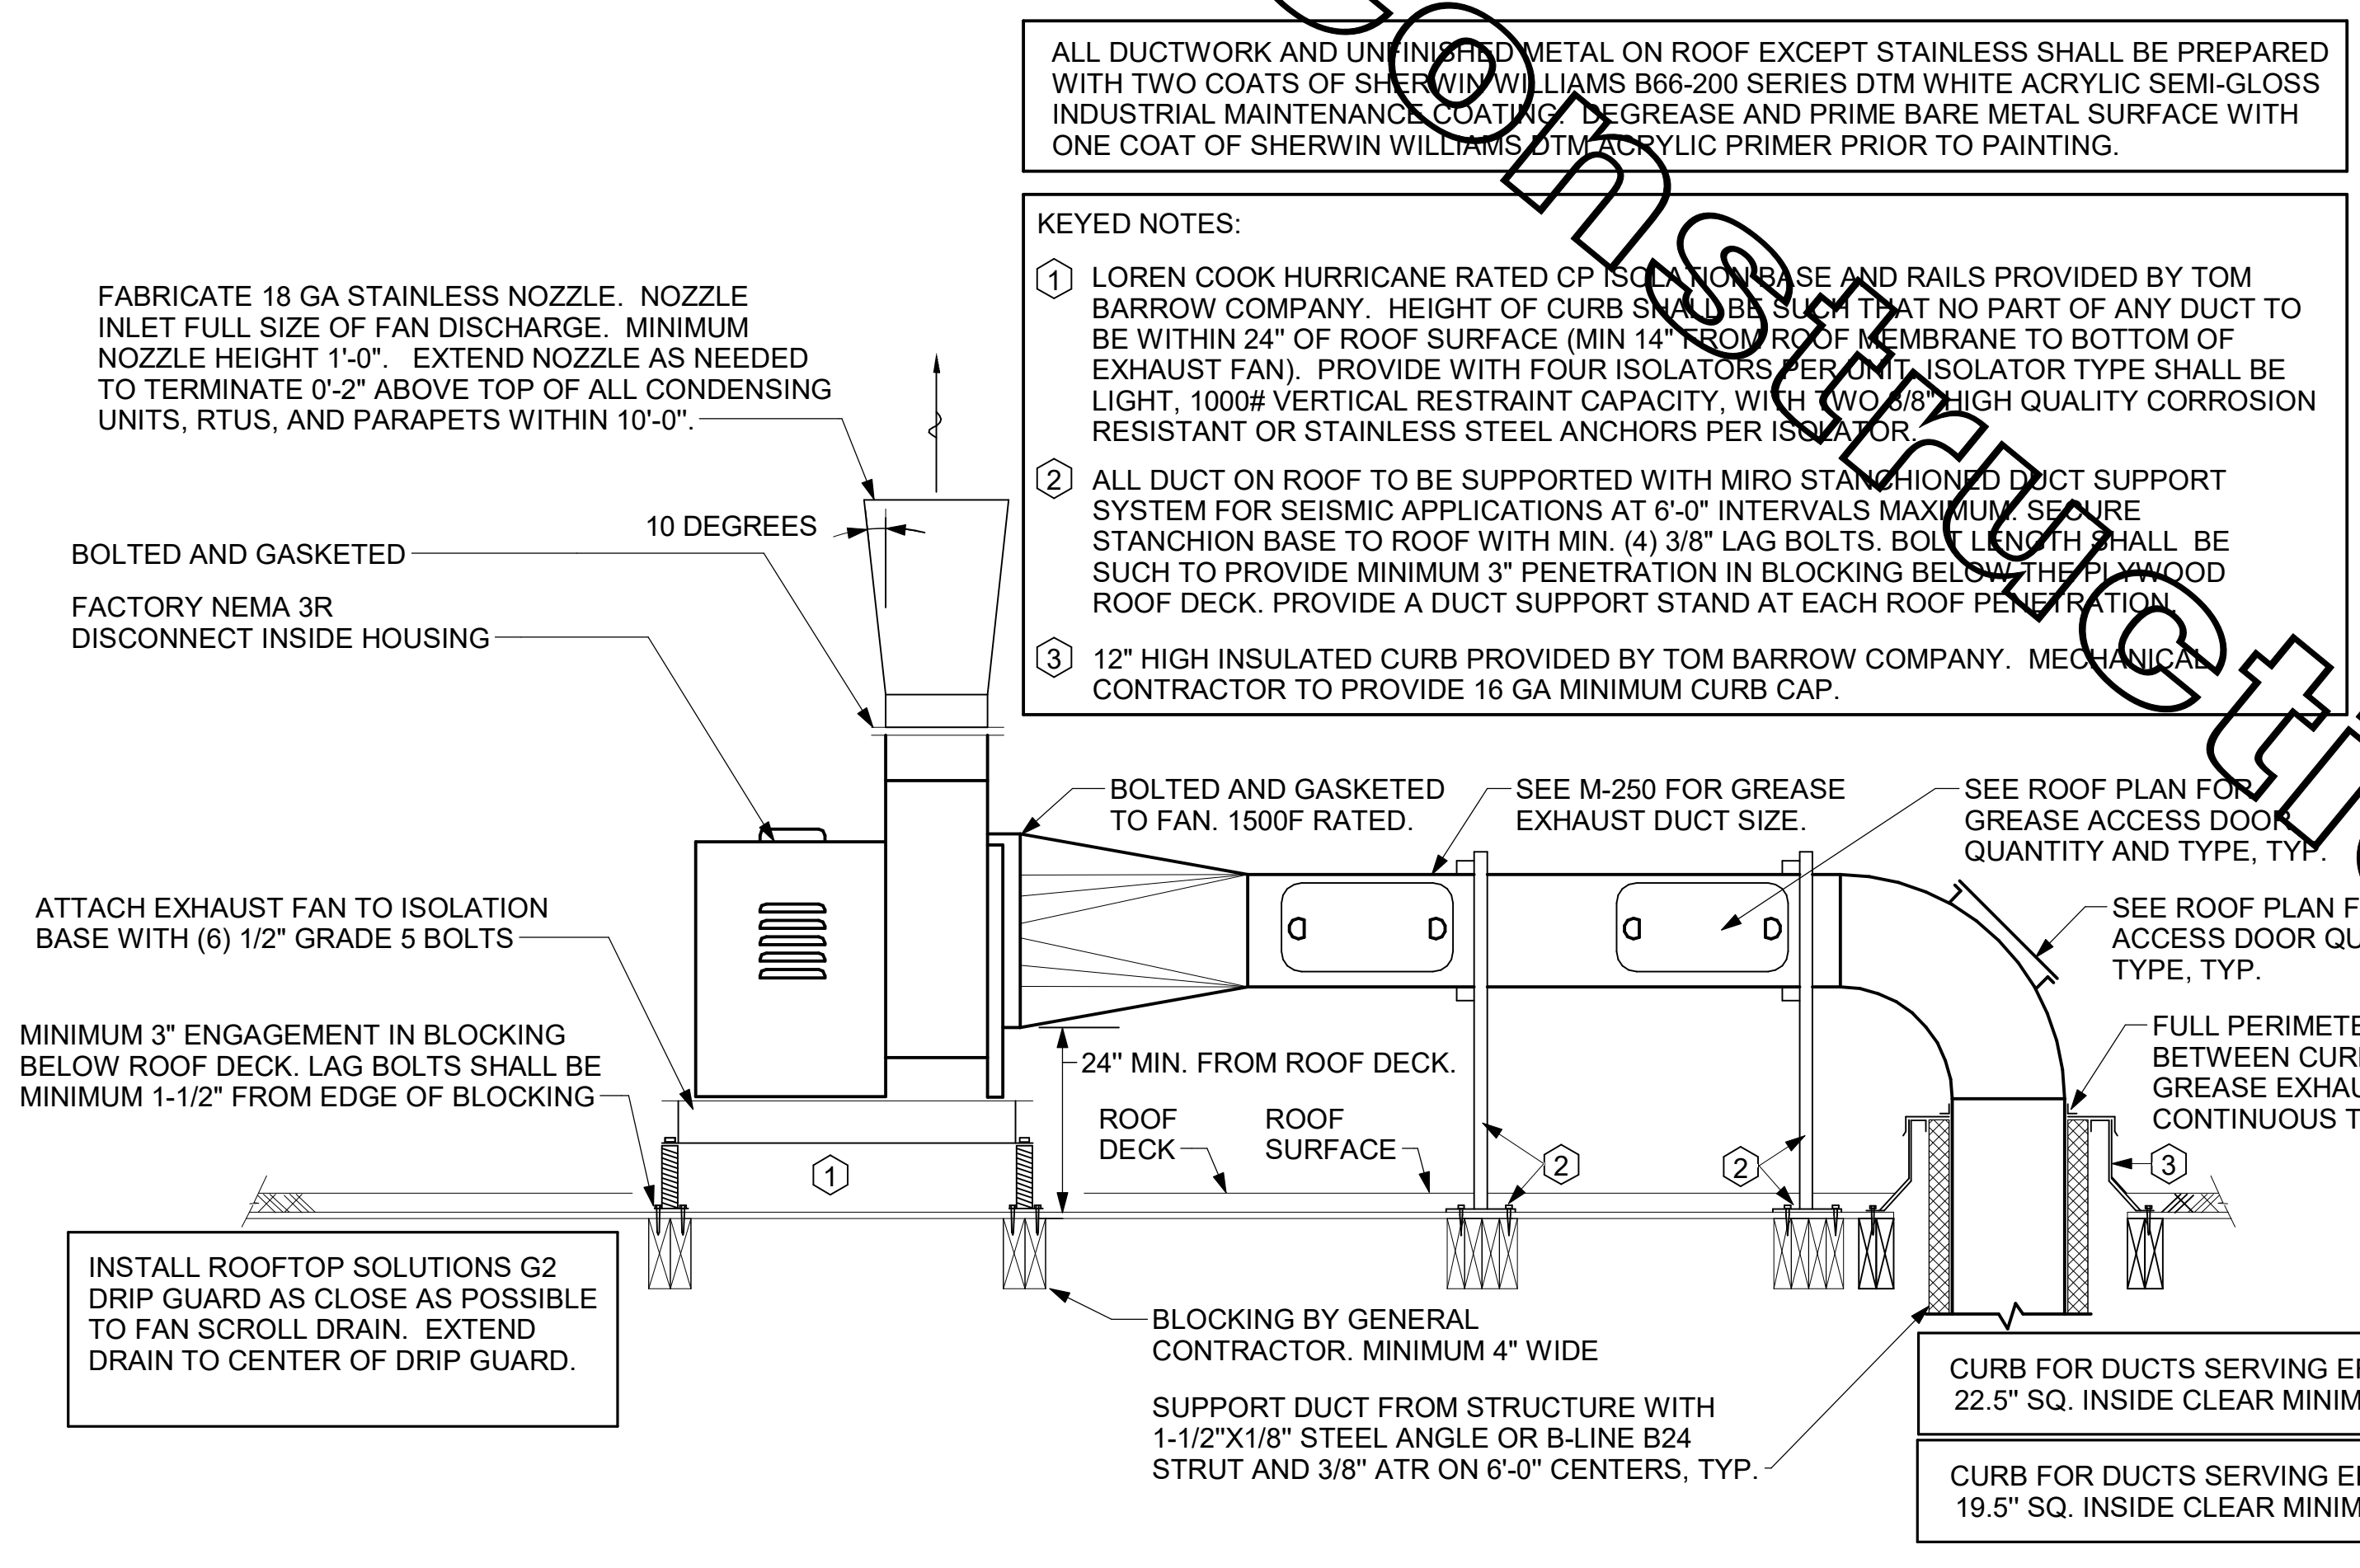 ALL DUCTWORK AND UNFINISHED METAL ON ROOF EXCEPT STAINLESS SHALL BE PREPARED
WITH TWO COATS OF SHERWIN WILLIAMS B66-200 SERIES DTM WHITE ACRYLIC SEMI-GLOSS
INDUSTRIAL MAINTENANCE COATING. DEGREASE AND PRIME BARE METAL SURFACE WITH
ONE COAT OF SHERWIN WILLIAMS DTM ACRYLIC PRIMER PRIOR TO PAINTING.
KEYED NOTES:
1 LOREN COOK HURRICANE RATED CP ISOLATION BASE AND RAILS PROVIDED BY TOM
BARROW COMPANY. HEIGHT OF CURB SHALL BE SUCH THAT NO PART OF ANY DUCT TO
BE WITHIN 24" OF ROOF SURFACE (MIN 14" FROM ROOF MEMBRANE TO BOTTOM OF
EXHAUST FAN). PROVIDE WITH FOUR ISOLATORS PER UNIT. ISOLATOR TYPE SHALL BE
LIGHT, 1000# VERTICAL RESTRAINT CAPACITY, WITH TWO 3/8" HIGH QUALITY CORROSION
RESISTANT OR STAINLESS STEEL ANCHORS PER ISOLATOR.
2 ALL DUCT ON ROOF TO BE SUPPORTED WITH MIRO STANCHIONED DUCT SUPPORT
SYSTEM FOR SEISMIC APPLICATIONS AT 6'-0" INTERVALS MAXIMUM. SECURE
STANCHION BASE TO ROOF WITH MIN. (4) 3/8" LAG BOLTS. BOLT LENGTH SHALL BE
SUCH TO PROVIDE MINIMUM 3" PENETRATION IN BLOCKING BELOW THE PLYWOOD
ROOF DECK. PROVIDE A DUCT SUPPORT STAND AT EACH ROOF PENETRATION.
3 12" HIGH INSULATED CURB PROVIDED BY TOM BARROW COMPANY. MECHANICAL
CONTRACTOR TO PROVIDE 16 GA MINIMUM CURB CAP.
FABRICATE 18 GA STAINLESS NOZZLE. NOZZLE
INLET FULL SIZE OF FAN DISCHARGE. MINIMUM
NOZZLE HEIGHT 1'-0". EXTEND NOZZLE AS NEEDED
TO TERMINATE 0'-2" ABOVE TOP OF ALL CONDENSING
UNITS, RTUS, AND PARAPETS WITHIN 10'-0".
10 DEGREES
BOLTED AND GASKETED
FACTORY NEMA 3R
DISCONNECT INSIDE HOUSING
BOLTED AND GASKETED
TO FAN. 1500F RATED.
SEE M-250 FOR GREASE
EXHAUST DUCT SIZE.
SEE ROOF PLAN FOR
GREASE ACCESS DOOR
QUANTITY AND TYPE, TYP.
SEE ROOF PLAN F
ACCESS DOOR QU
TYPE, TYP.
ATTACH EXHAUST FAN TO ISOLATION
BASE WITH (6) 1/2" GRADE 5 BOLTS
MINIMUM 3" ENGAGEMENT IN BLOCKING
BELOW ROOF DECK. LAG BOLTS SHALL BE
MINIMUM 1-1/2" FROM EDGE OF BLOCKING
24" MIN. FROM ROOF DECK.
FULL PERIMETE
BETWEEN CUR
GREASE EXHAU
CONTINUOUS T
ROOF
DECK
ROOF
SURFACE
1
2
2
3
INSTALL ROOFTOP SOLUTIONS G2
DRIP GUARD AS CLOSE AS POSSIBLE
TO FAN SCROLL DRAIN. EXTEND
DRAIN TO CENTER OF DRIP GUARD.
BLOCKING BY GENERAL
CONTRACTOR. MINIMUM 4" WIDE
SUPPORT DUCT FROM STRUCTURE WITH
1-1/2"X1/8" STEEL ANGLE OR B-LINE B24
STRUT AND 3/8" ATR ON 6'-0" CENTERS, TYP.
CURB FOR DUCTS SERVING
22.5" SQ. INSIDE CLEAR MINIM
CURB FOR DUCTS SERVING
19.5" SQ. INSIDE CLEAR MINIM
Constructi